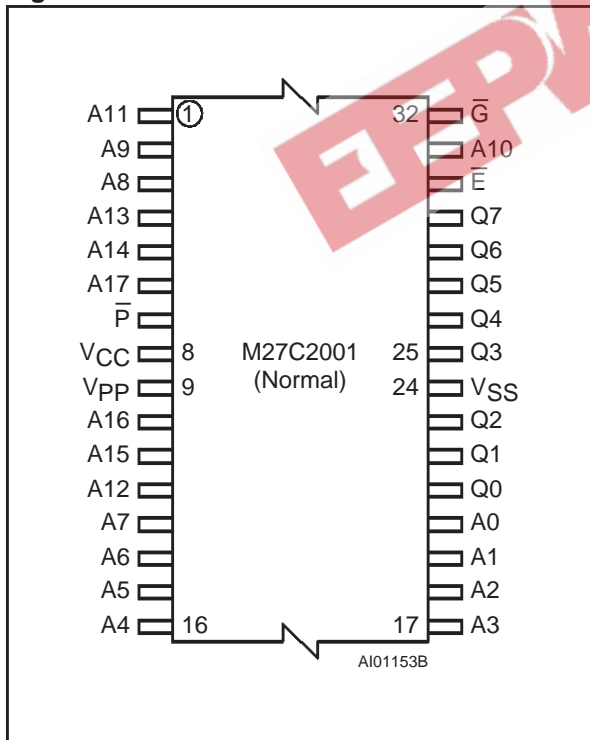 A11 1 32 G̅
A9 A10
A8 E̅
A13 Q7
A14 Q6
A17 Q5
P̅ Q4
VCC 8 M27C2001 25 Q3
VPP 9 (Normal) 24 VSS
A16 Q2
A15 Q1
A12 Q0
A7 A0
A6 A1
A5 A2
A4 16 17 A3
AI01153B